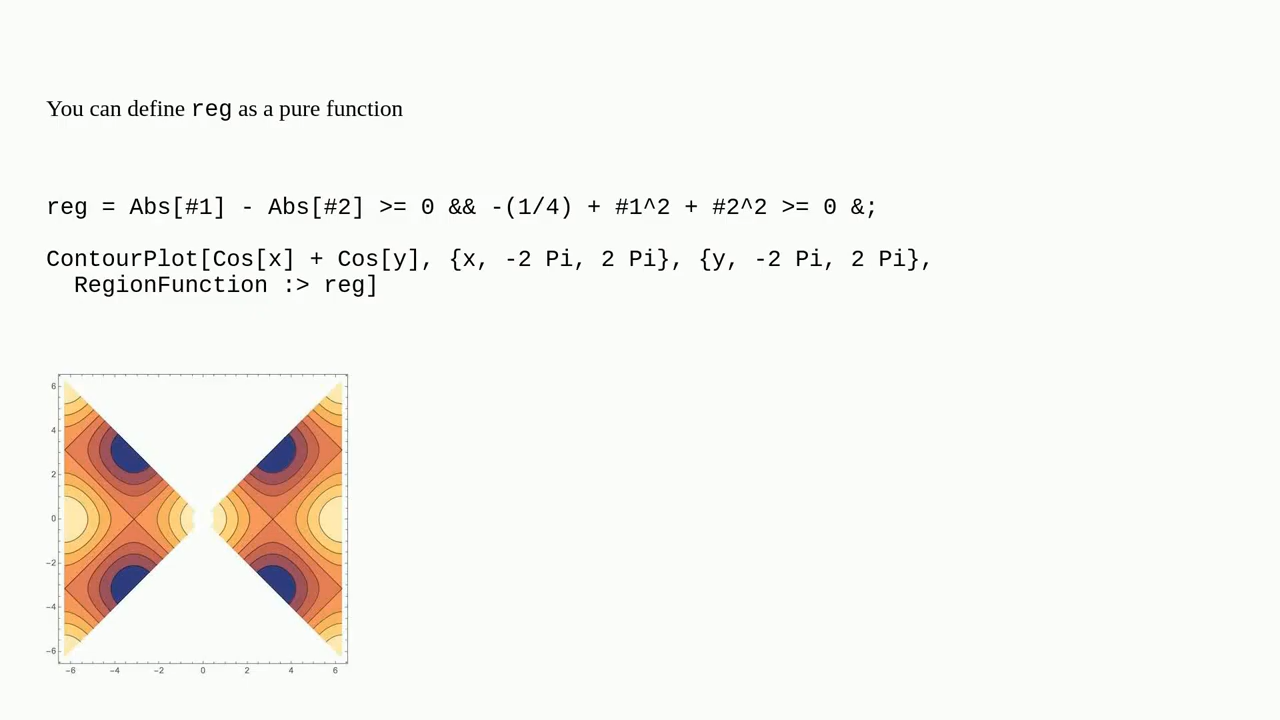 You can define reg as a pure function
reg = Abs[#1] - Abs[#2] >= 0 && -(1/4) + #1^2 + #2^2 >= 0 &;
ContourPlot[Cos[x] + Cos[y], {x, -2 Pi, 2 Pi}, {y, -2 Pi, 2 Pi},
RegionFunction :> reg]
6
4
2
0
−2
−4
−6
−6 −4 −2 0 2 4 6